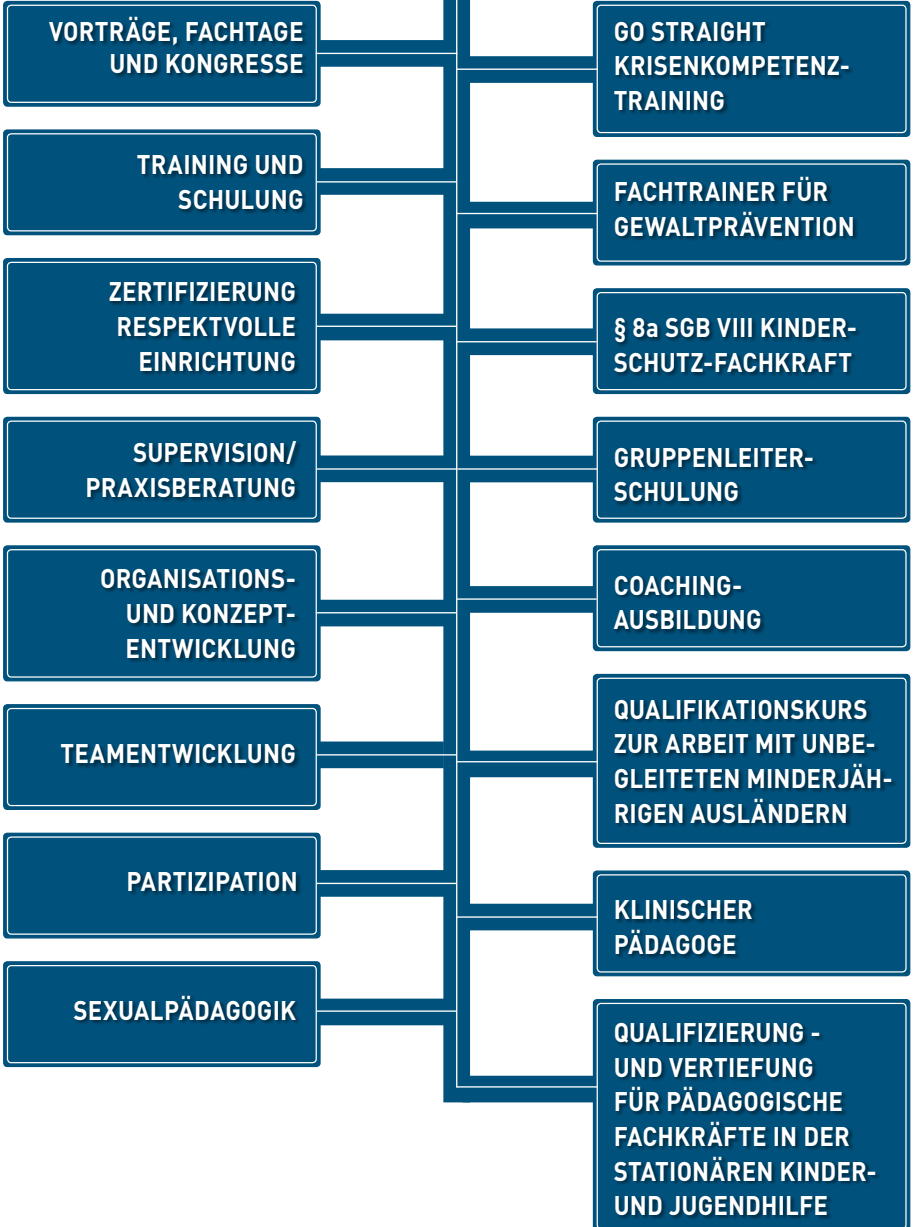 VORTRÄGE, FACHTAGE
UND KONGRESSE
TRAINING UND
SCHULUNG
ZERTIFIZIERUNG
RESPEKTVOLLE
EINRICHTUNG
SUPERVISION/
PRAXISBERATUNG
ORGANISATIONS-
UND KONZEPT-
ENTWICKLUNG
TEAMENTWICKLUNG
PARTIZIPATION
SEXUALPÄDAGOGIK
GO STRAIGHT
KRISENKOMPETENZ-
TRAINING
FACHTRAINER FÜR
GEWALTPRÄVENTION
§ 8a SGB VIII KINDER-
SCHUTZ-FACHKRAFT
GRUPPENLEITER-
SCHULUNG
COACHING-
AUSBILDUNG
QUALIFIKATIONSKURS
ZUR ARBEIT MIT UNBE-
GLEITETEN MINDERJÄH-
RIGEN AUSLÄNDERN
KLINISCHER
PÄDAGOGE
QUALIFIZIERUNG -
UND VERTIEFUNG
FÜR PÄDAGOGISCHE
FACHKRÄFTE IN DER
STATIONÄREN KINDER-
UND JUGENDHILFE